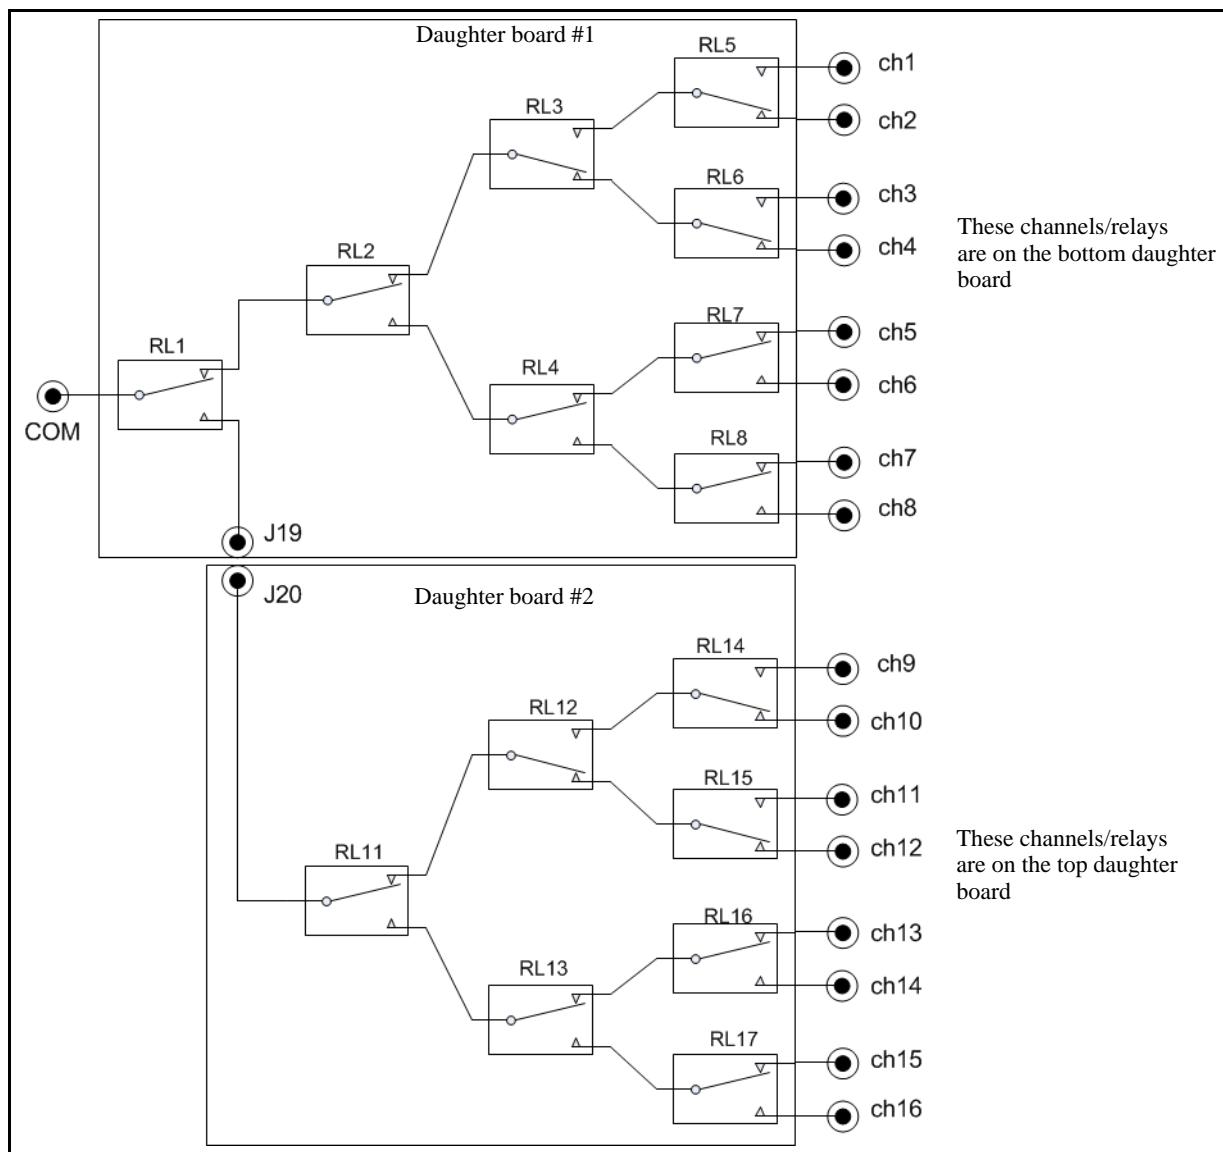 Daughter board #1
RL5
ch1
ch2
RL3
RL6
ch3
ch4
These channels/relays
are on the bottom daughter
board
RL2
RL7
ch5
ch6
RL1
RL4
COM
RL8
ch7
ch8
J19
J20
Daughter board #2
RL14
ch9
ch10
RL12
RL15
ch11
ch12
These channels/relays
are on the top daughter
board
RL11
RL16
ch13
ch14
RL13
RL17
ch15
ch16